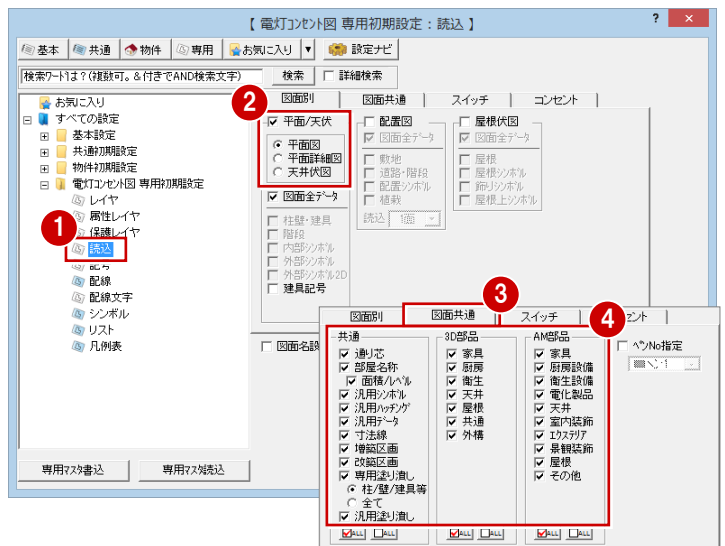 【 電灯コンセント図 専用初期設定：読込 】
?
×
基本 共通 物件 専用 お気に入り ▼ 設定ナビ
検索ワードは？(複数可。＆付きでAND検索文字) 検索 詳細検索
お気に入り
すべての設定
基本設定
共通初期設定
物件初期設定
電灯コンセント図 専用初期設定
レイヤ
属性レイヤ
保護レイヤ
1
読込
記号
配線
配線文字
シンボル
リスト
凡例表
専用マスタ書込 専用マスタ読込
2
図面別 図面共通 スイッチ コンセント
平面/天伏
平面図
平面詳細図
天井伏図
図面全データ
柱壁・建具
階段
内部シンボル
外部シンボル
外部シンボル2D
建具記号
配置図
図面全データ
敷地
道路・階段
配置シンボル
植栽
読込 1面
屋根伏図
図面全データ
屋根
屋根シンボル
飾りシンボル
屋根上シンボル
図面名設
3
4
図面別 図面共通 スイッチ セント
共通
通り芯
部屋名称
面積/レベル
汎用シンボル
汎用ハッチング
汎用データ
寸法線
増築区画
改築区画
専用塗り潰し
柱/壁/建具等
全て
汎用塗り潰し
ALL ALL
3D部品
家具
厨房
衛生
天井
屋根
共通
外構
ALL ALL
AM部品
家具
厨房設備
衛生設備
電化製品
天井
室内装飾
エクステリア
景観装飾
屋根
その他
ALL ALL
ペンNo指定
:1